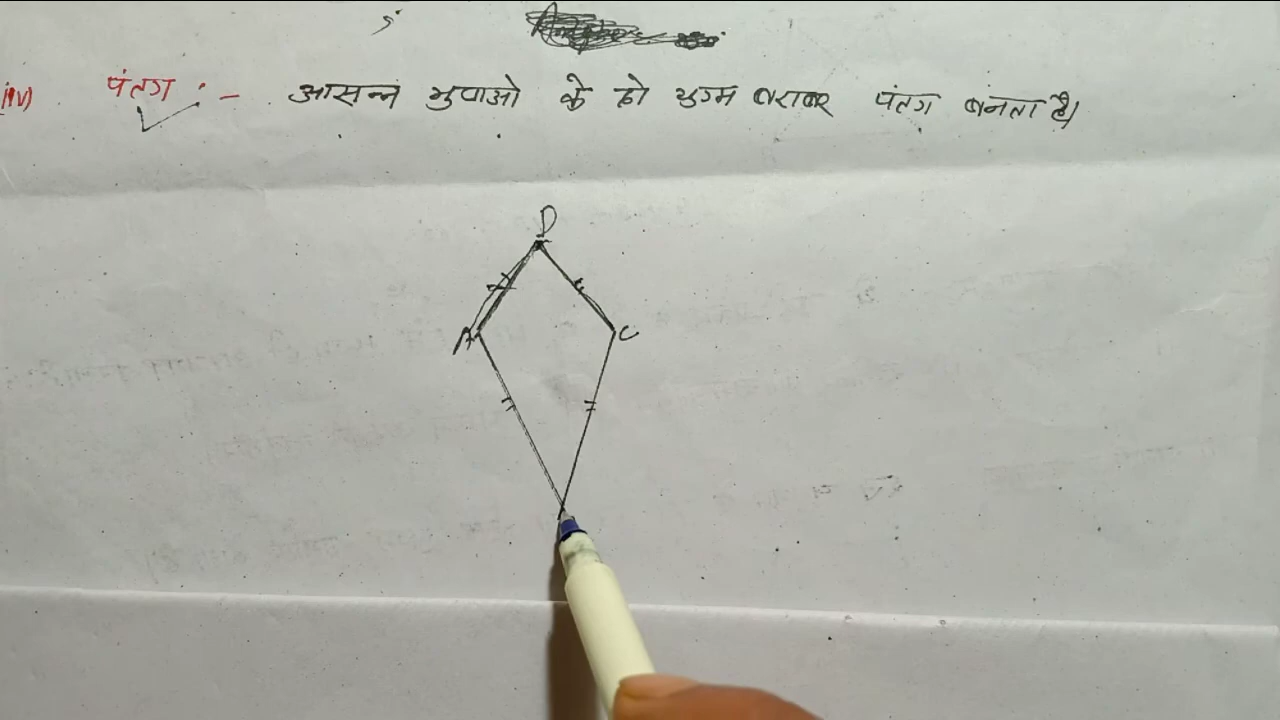 (iv) पंतग :- आसन्न भुपाओ के दो युग्म बराबर पंतग बनता है।
D
A C